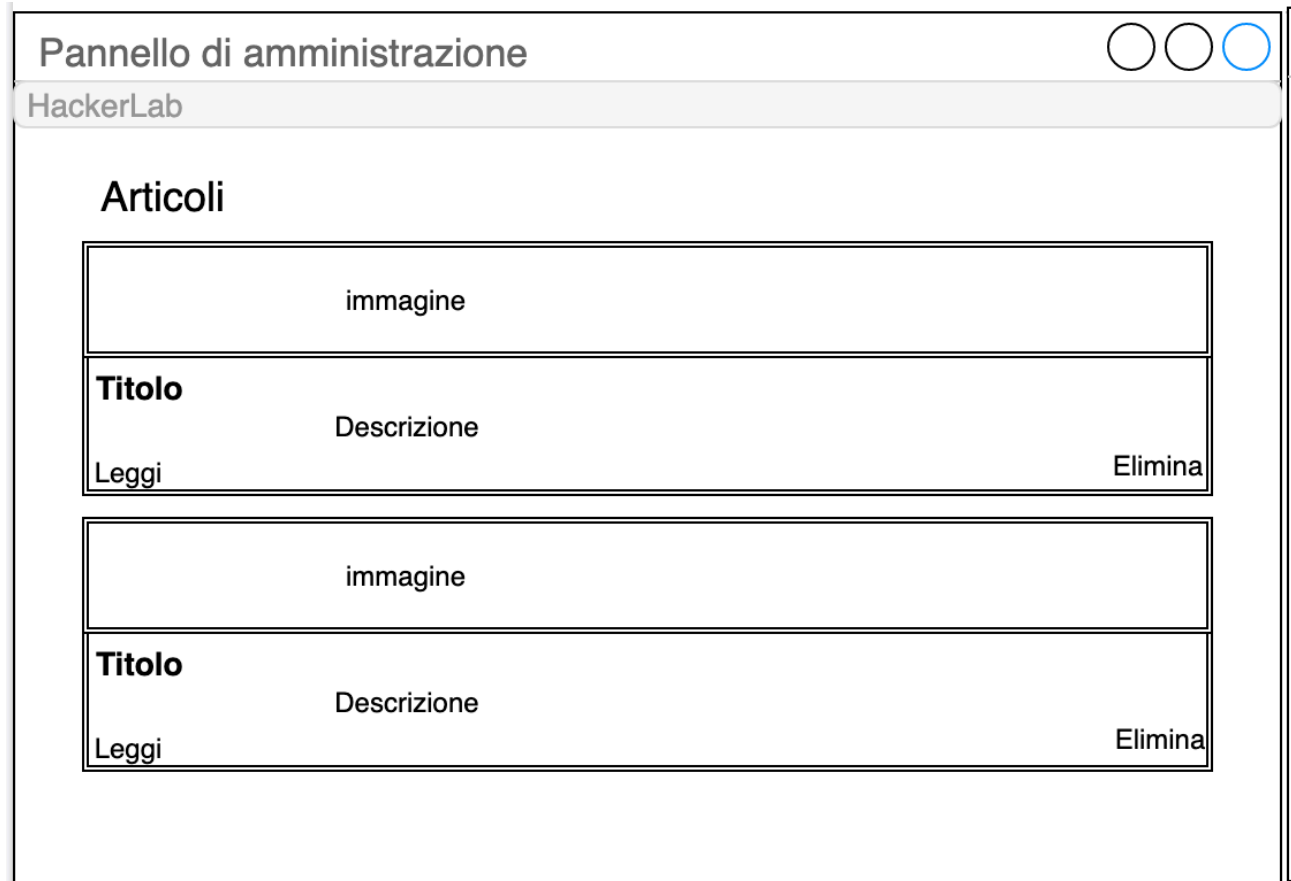 Pannello di amministrazione
HackerLab
Articoli
immagine
Titolo
Descrizione
Leggi
Elimina
immagine
Titolo
Descrizione
Leggi
Elimina